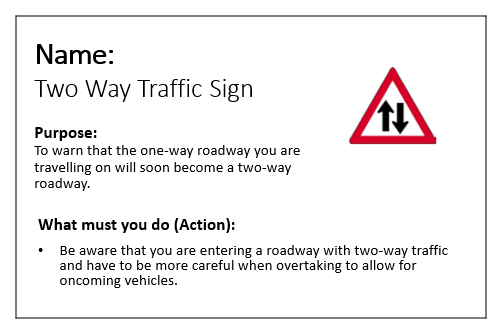 Name:
Two Way Traffic Sign
Purpose:
To warn that the one-way roadway you are
travelling on will soon become a two-way
roadway.
What must you do (Action):
• Be aware that you are entering a roadway with two-way traffic
and have to be more careful when overtaking to allow for
oncoming vehicles.